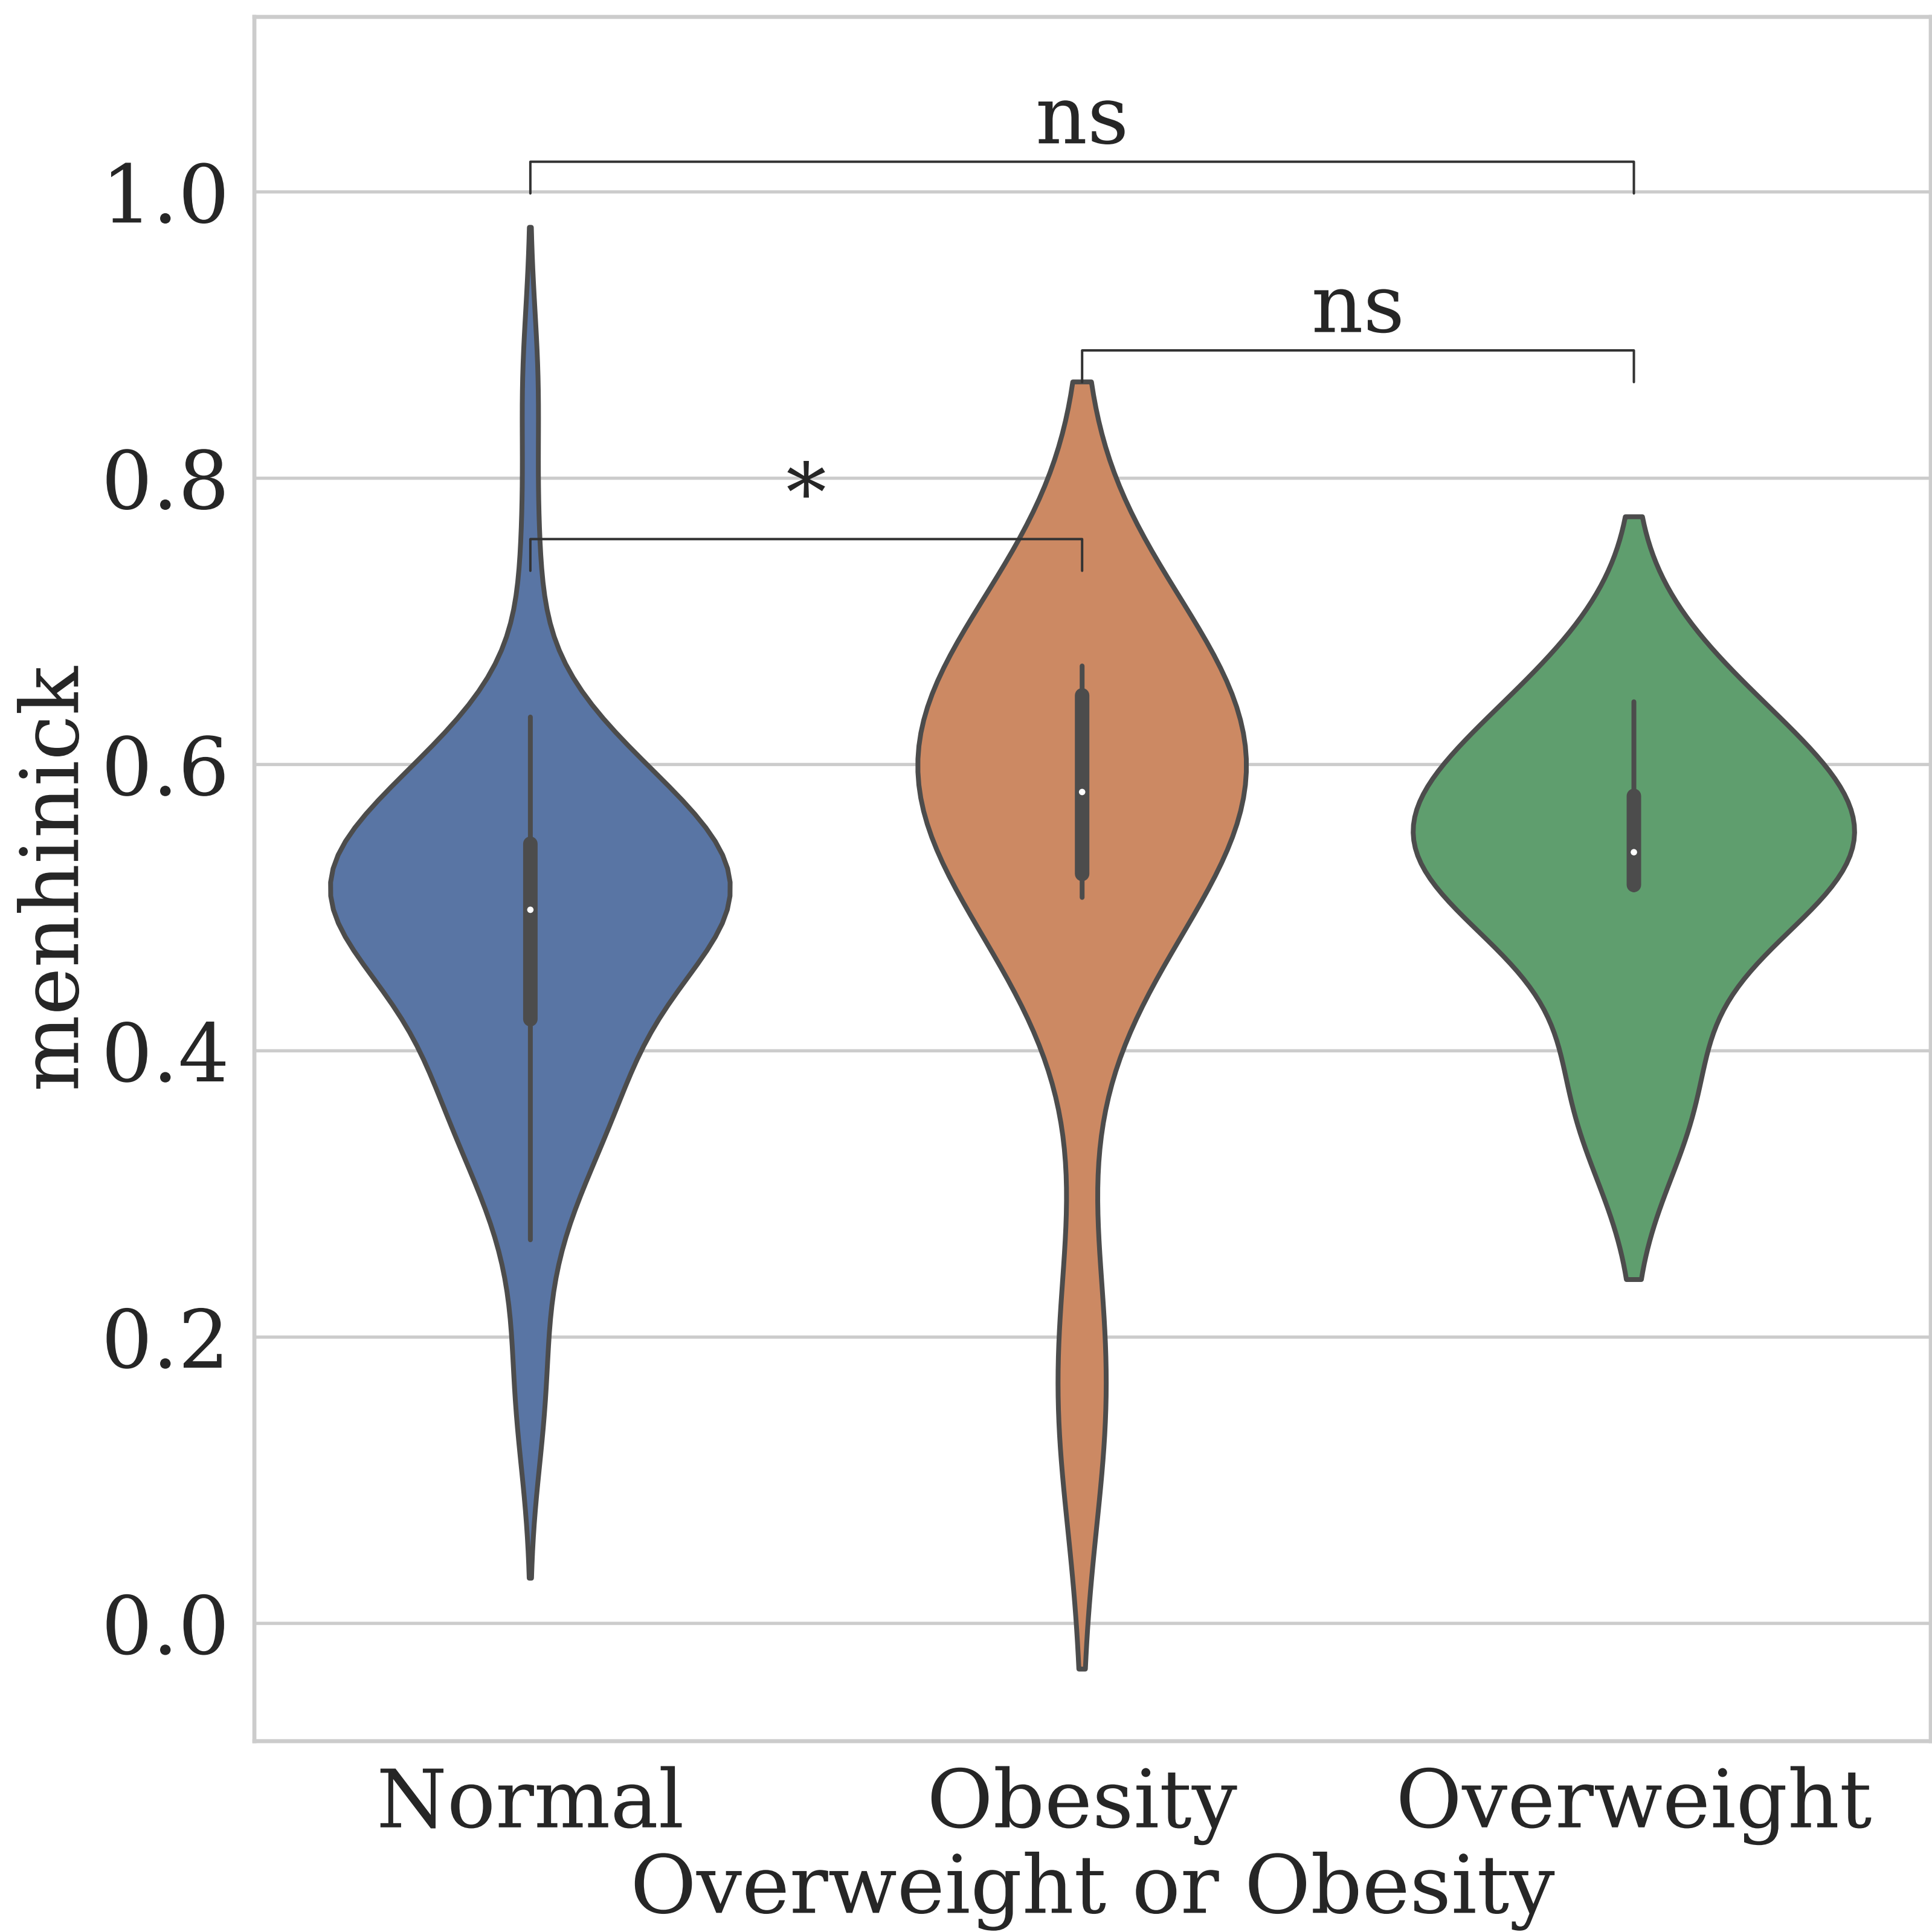 ns
1.0
ns
0.8
*
0.6
menhinick
0.4
0.2
0.0
Normal Obesity Overweight
Overweight or Obesity